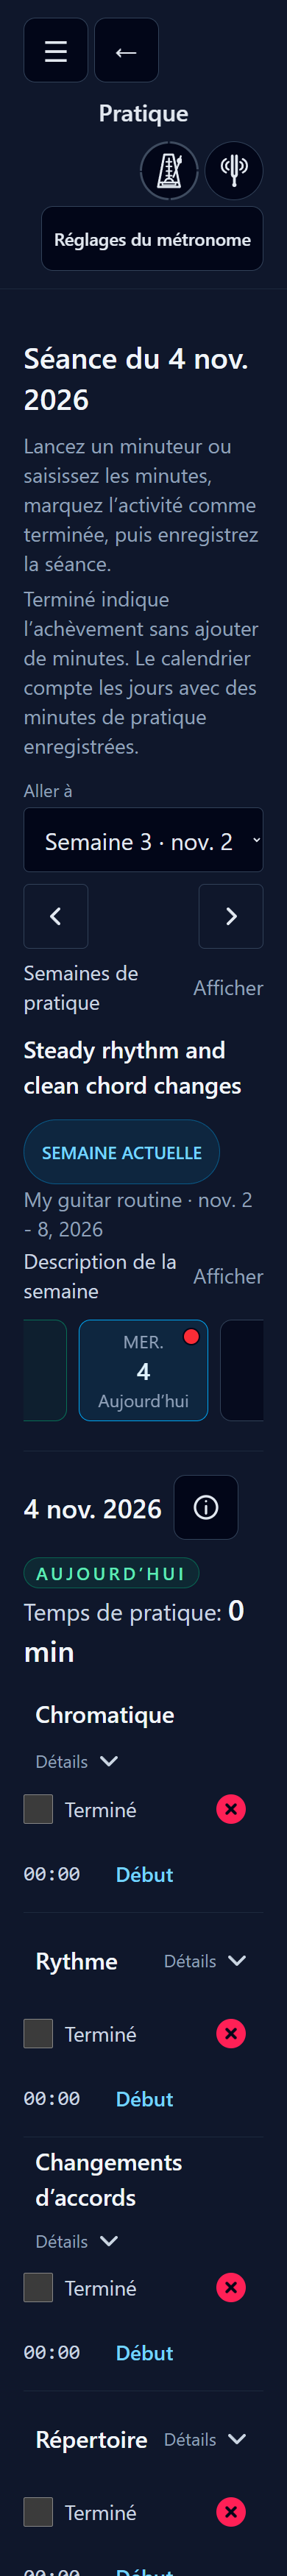 Pratique
Réglages du métronome
Séance du 4 nov.
2026
Lancez un minuteur ou
saisissez les minutes,
marquez l’activité comme
terminée, puis enregistrez
la séance.
Terminé indique
l’achèvement sans ajouter
de minutes. Le calendrier
compte les jours avec des
minutes de pratique
enregistrées.
Aller à
Semaine 3 · nov. 2
Semaines de
pratique
Afficher
Steady rhythm and
clean chord changes
SEMAINE ACTUELLE
My guitar routine · nov. 2
- 8, 2026
Description de la
semaine
Afficher
MER.
4
Aujourd’hui
4 nov. 2026
AUJOURD’HUI
Temps de pratique: 0
min
Chromatique
Détails
Terminé
00:00 Début
Rythme Détails
Terminé
00:00 Début
Changements
d’accords
Détails
Terminé
00:00 Début
Répertoire Détails
Terminé
00:00 Début